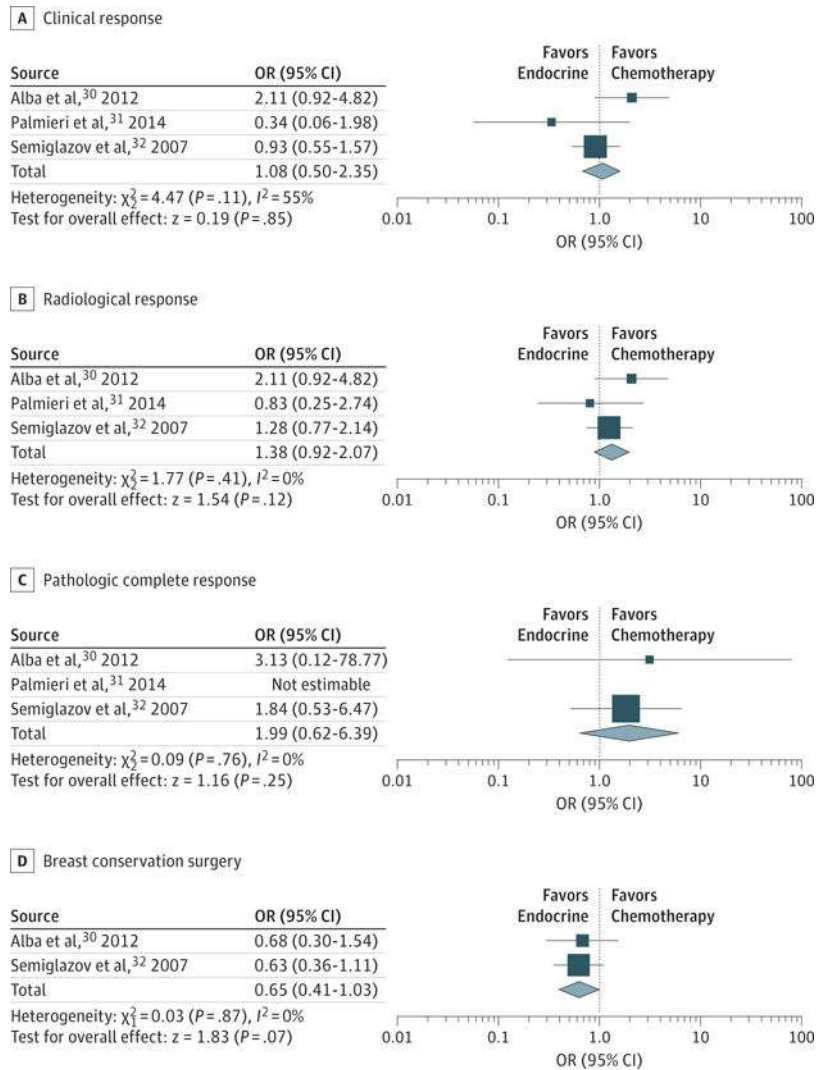 A Clinical response
Favors Favors
Source OR (95% CI) Endocrine Chemotherapy
Alba et al,30 2012 2.11 (0.92-4.82)
Palmieri et al,31 2014 0.34 (0.06-1.98)
Semiglazov et al,32 2007 0.93 (0.55-1.57)
Total 1.08 (0.50-2.35)
Heterogeneity: χ²₂ = 4.47 (P = .11), I² = 55%
Test for overall effect: z = 0.19 (P = .85)
0.01 0.1 1.0 10 100
OR (95% CI)
B Radiological response
Favors Favors
Source OR (95% CI) Endocrine Chemotherapy
Alba et al,30 2012 2.11 (0.92-4.82)
Palmieri et al,31 2014 0.83 (0.25-2.74)
Semiglazov et al,32 2007 1.28 (0.77-2.14)
Total 1.38 (0.92-2.07)
Heterogeneity: χ²₂ = 1.77 (P = .41), I² = 0%
Test for overall effect: z = 1.54 (P = .12)
0.01 0.1 1.0 10 100
OR (95% CI)
C Pathologic complete response
Favors Favors
Source OR (95% CI) Endocrine Chemotherapy
Alba et al,30 2012 3.13 (0.12-78.77)
Palmieri et al,31 2014 Not estimable
Semiglazov et al,32 2007 1.84 (0.53-6.47)
Total 1.99 (0.62-6.39)
Heterogeneity: χ²₂ = 0.09 (P = .76), I² = 0%
Test for overall effect: z = 1.16 (P = .25)
0.01 0.1 1.0 10 100
OR (95% CI)
D Breast conservation surgery
Favors Favors
Source OR (95% CI) Endocrine Chemotherapy
Alba et al,30 2012 0.68 (0.30-1.54)
Semiglazov et al,32 2007 0.63 (0.36-1.11)
Total 0.65 (0.41-1.03)
Heterogeneity: χ²₁ = 0.03 (P = .87), I² = 0%
Test for overall effect: z = 1.83 (P = .07)
0.01 0.1 1.0 10 100
OR (95% CI)